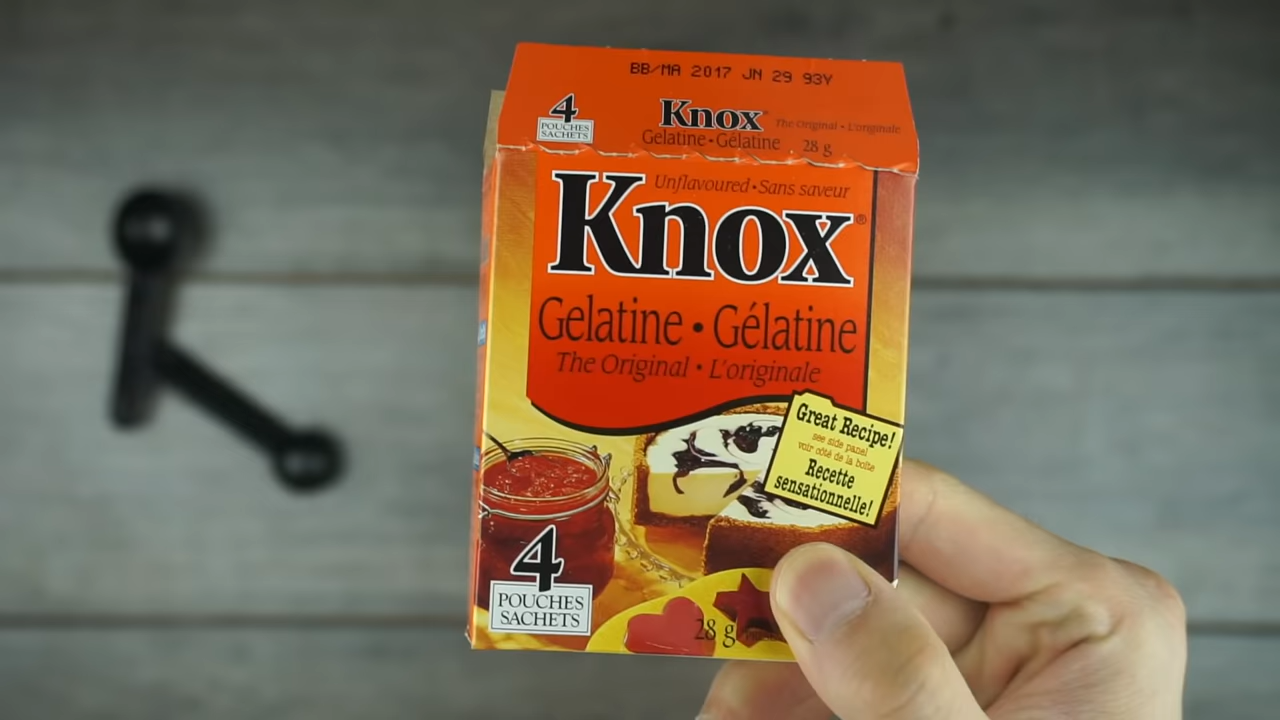 BB/MA 2017 JN 29 93Y
4
POUCHES
SACHETS
Knox
The Original • L'originale
Gelatine • Gélatine 28 g
Unflavoured • Sans saveur
Knox®
Gelatine • Gélatine
The Original • L'originale
Great Recipe!
see side panel
voir côté de la boîte
Recette
sensationnelle!
4
POUCHES
SACHETS
28 g